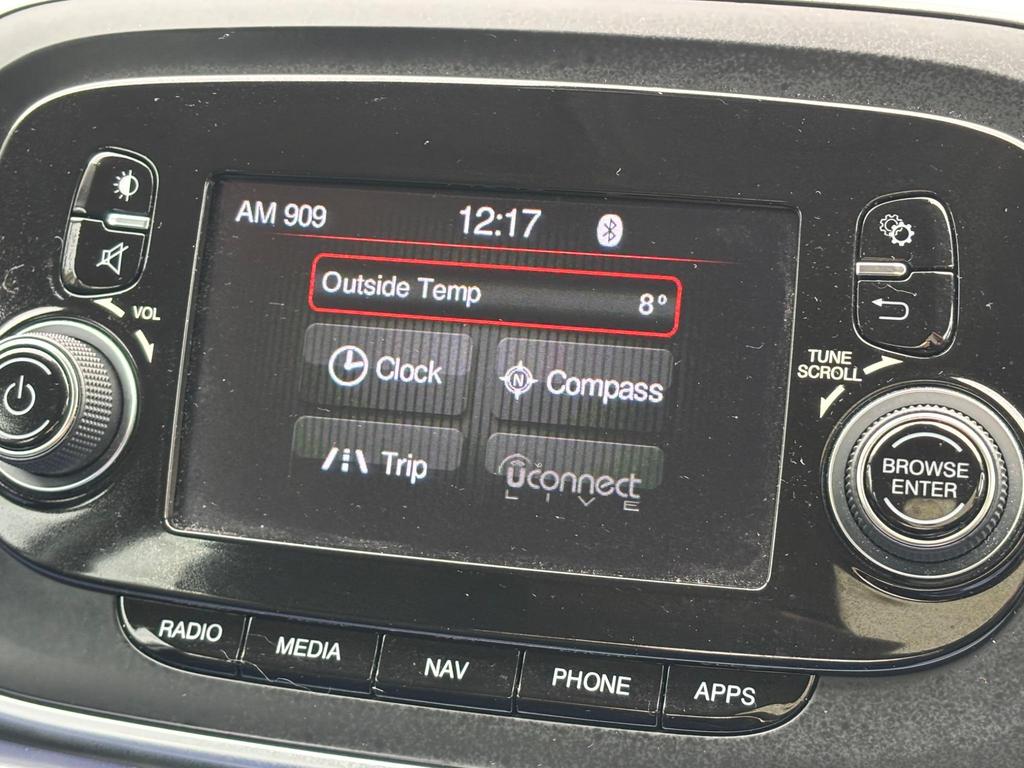 AM 909
12:17
VOL
Outside Temp
8°
Clock
N
Compass
TUNE
SCROLL
Trip
uconnect
LIVE
BROWSE
ENTER
RADIO
MEDIA
NAV
PHONE
APPS